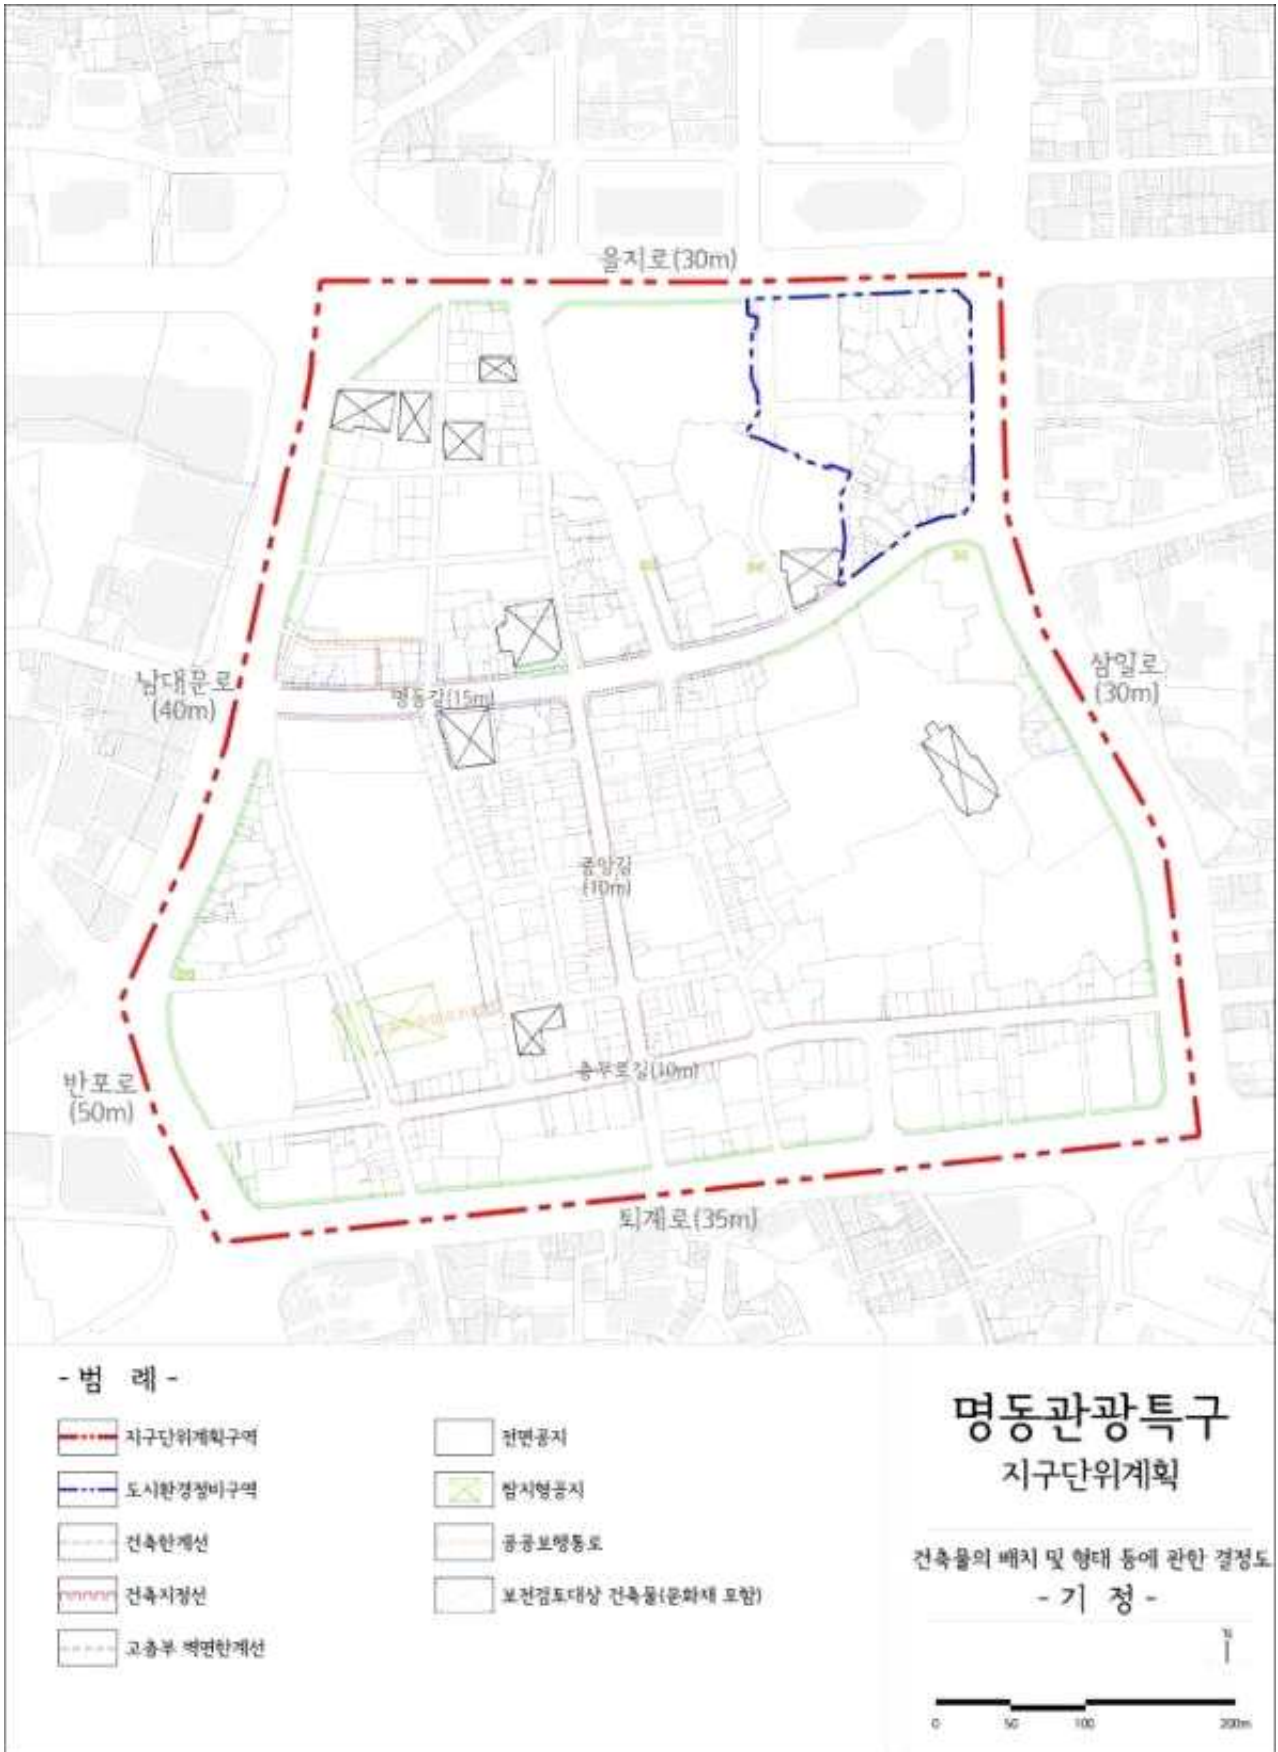 을지로(30m)
남대문로
(40m)
삼일로
(30m)
명동길(15m)
중앙길
(10m)
반포로
(50m)
충무로길(10m)
퇴계로(35m)
- 범 례 -
지구단위계획구역
도시환경정비구역
건축한계선
건축지정선
고층부 벽면한계선
전면공지
쌈지형공지
공공보행통로
보전검토대상 건축물(문화재 포함)
명동관광특구
지구단위계획
건축물의 배치 및 형태 등에 관한 결정도
- 기 정 -
N
0 50 100 200m